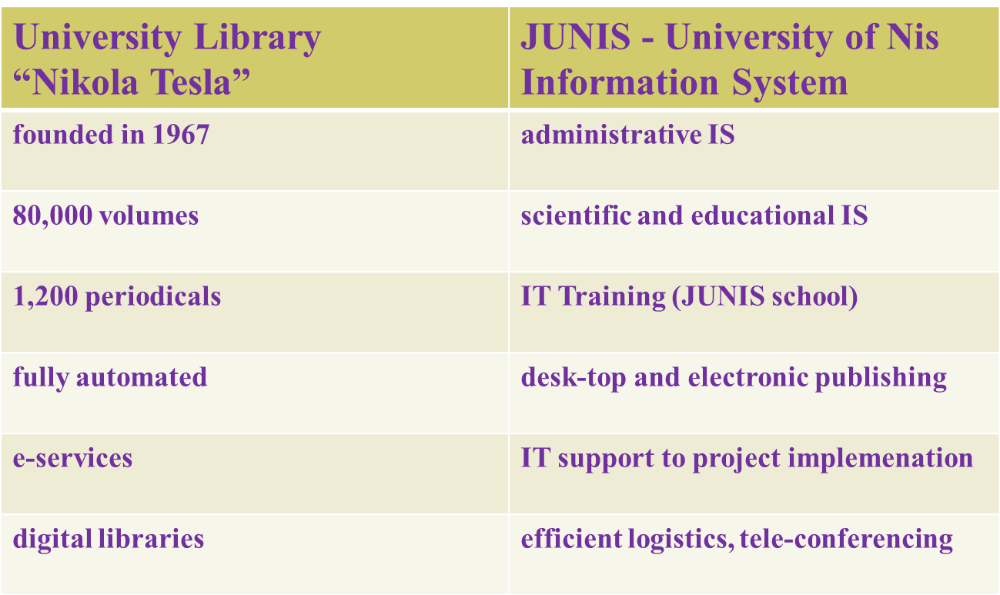 University Library
“Nikola Tesla”
JUNIS - University of Nis
Information System
founded in 1967
administrative IS
80,000 volumes
scientific and educational IS
1,200 periodicals
IT Training (JUNIS school)
fully automated
desk-top and electronic publishing
e-services
IT support to project implemenation
digital libraries
efficient logistics, tele-conferencing